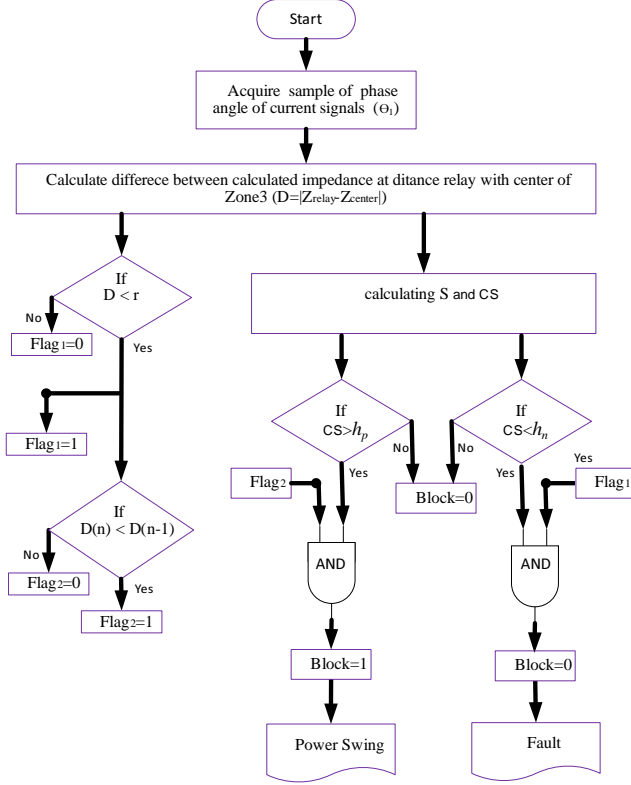 Start
Acquire sample of phase
angle of current signals (ϴ1)
Calculate differece between calculated impedance at ditance relay with center of
Zone3 (D=|Zrelay-Zcenter|)
If
D < r
No
Flag1=0
Yes
Flag1=1
If
D(n) < D(n-1)
No
Flag2=0
Yes
Flag2=1
calculating S and CS
If
CS>hp
No
Yes
Block=0
If
CS<hn
No
Yes
Yes
Flag2
Flag1
AND
AND
Block=1
Block=0
Power Swing
Fault